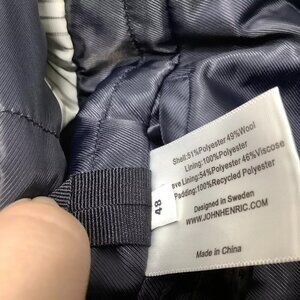 Shell:51%Polyester 49%Wool
Lining:100%Polyester
eve Lining:54%Polyester 46%Viscose
Padding:100%Recycled Polyester
Designed in Sweden
www.JOHNHENRIC.COM
Made in China
48